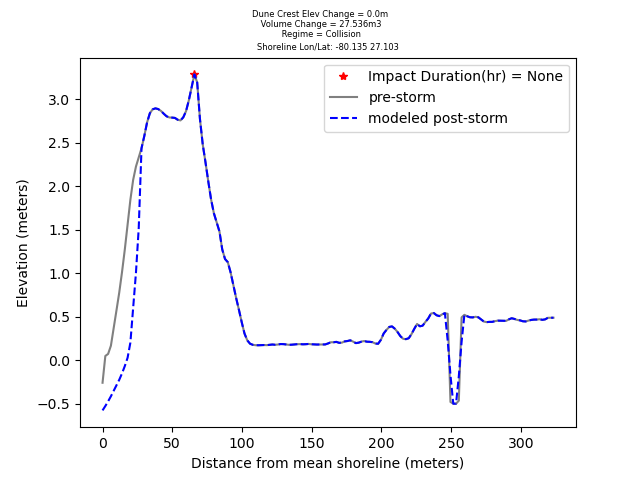 Dune Crest Elev Change = 0.0m
Volume Change = 27.536m3
Regime = Collision
Shoreline Lon/Lat: -80.135 27.103
Impact Duration(hr) = None
pre-storm
modeled post-storm
Elevation (meters)
3.0
2.5
2.0
1.5
1.0
0.5
0.0
−0.5
0 50 100 150 200 250 300
Distance from mean shoreline (meters)